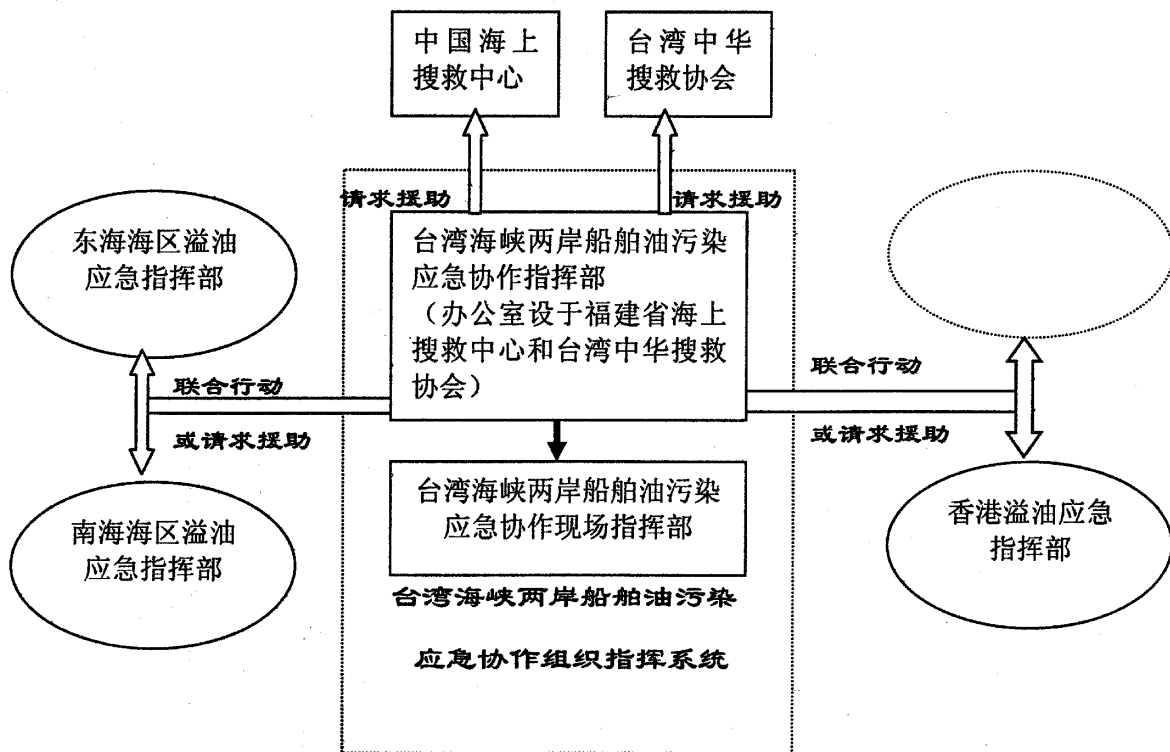 中国海上
搜救中心
台湾中华
搜救协会
请求援助
请求援助
东海海区溢油
应急指挥部
台湾海峡两岸船舶油污染
应急协作指挥部
（办公室设于福建省海上
搜救中心和台湾中华搜救
协会）
联合行动
或请求援助
联合行动
或请求援助
南海海区溢油
应急指挥部
台湾海峡两岸船舶油污染
应急协作现场指挥部
香港溢油应急
指挥部
台湾海峡两岸船舶油污染
应急协作组织指挥系统